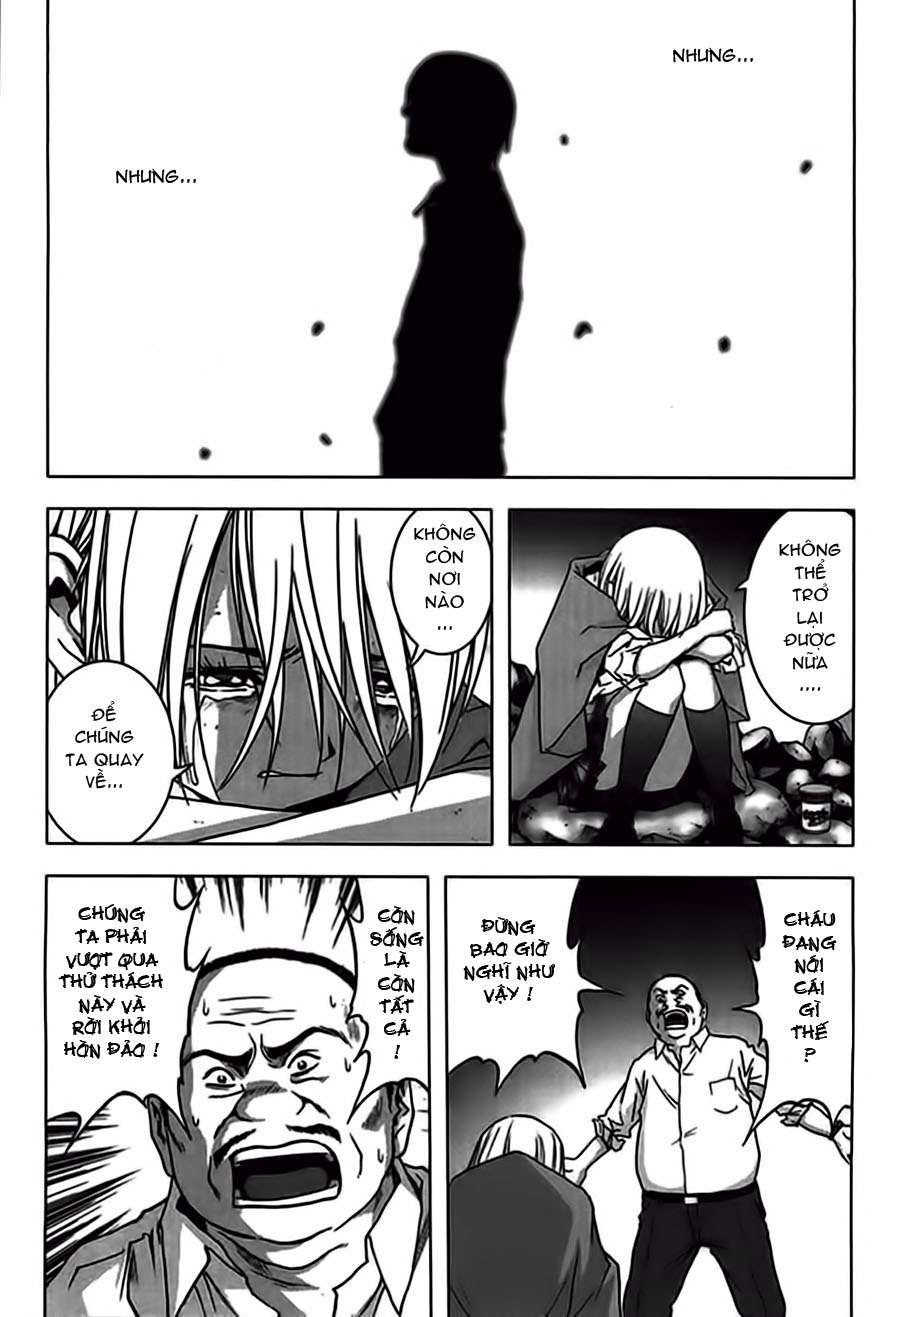 NHƯNG...
NHƯNG...
KHÔNG
THỂ
TRỞ
LẠI
ĐƯỢC
NỮA
....
KHÔNG
CÒN
NƠI
NÀO
...
ĐỂ
CHÚNG
TA QUAY
VỀ...
CHÁU
ĐANG
NÓI
CÁI
GÌ
THẾ
?
ĐỪNG
BAO GIỜ
NGHĨ NHƯ
VẬY !
CÒN
SỐNG
LÀ
CÒN
TẤT
CẢ
!
CHÚNG
TA PHẢI
VƯỢT QUA
THỬ THÁCH
NÀY VÀ
RỜI KHỎI
HÒN ĐẢO !